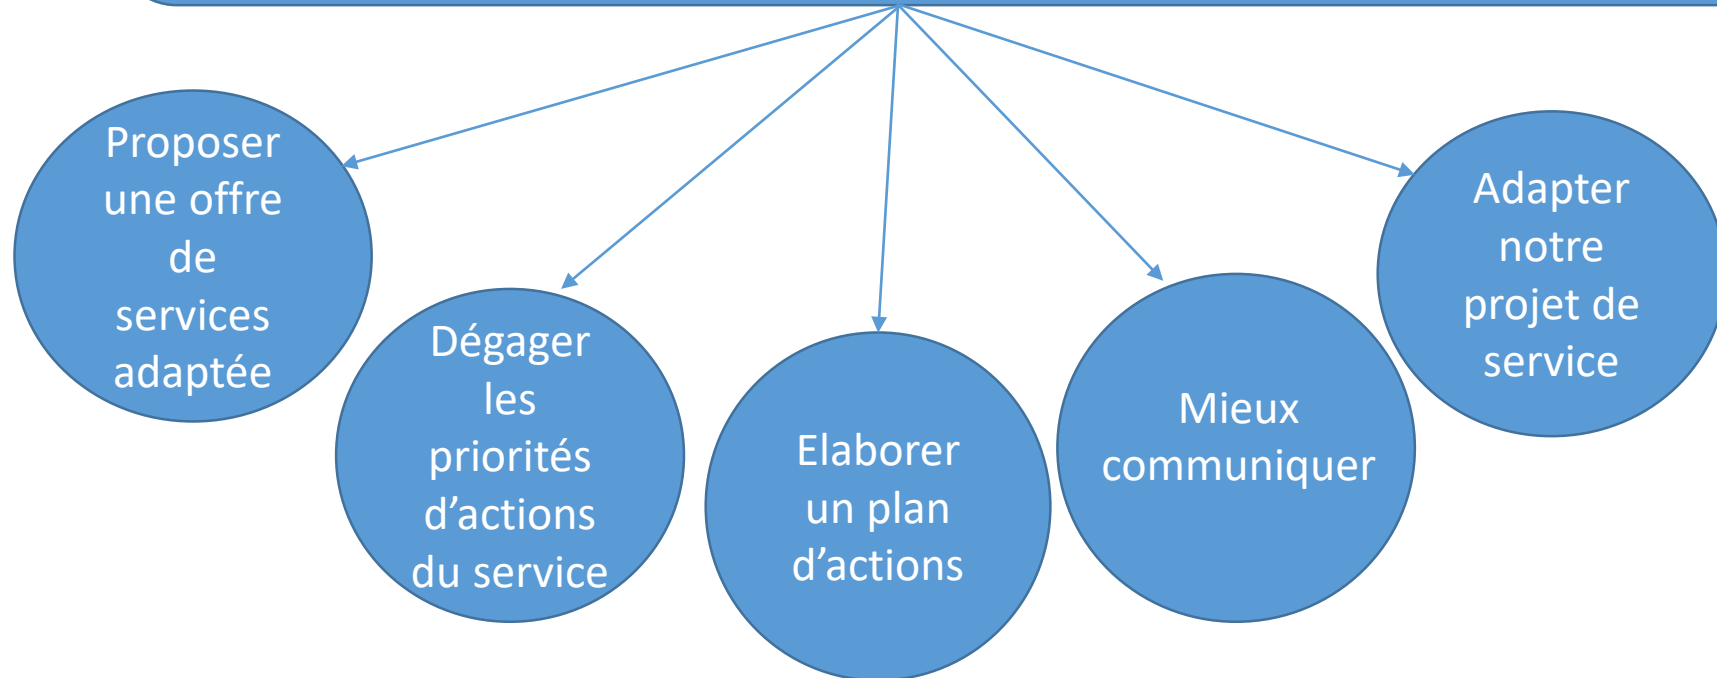 Proposer
une offre
de
services
adaptée
Dégager
les
priorités
d’actions
du service
Elaborer
un plan
d’actions
Mieux
communiquer
Adapter
notre
projet de
service